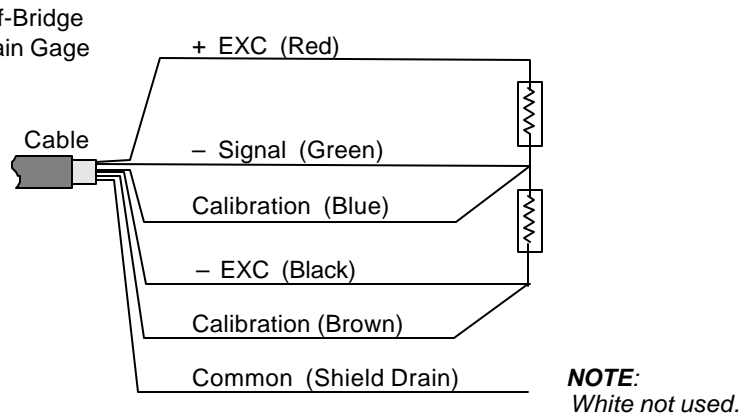 f-Bridge
ain Gage
+ EXC (Red)
Cable
– Signal (Green)
Calibration (Blue)
– EXC (Black)
Calibration (Brown)
Common (Shield Drain)
NOTE:
White not used.